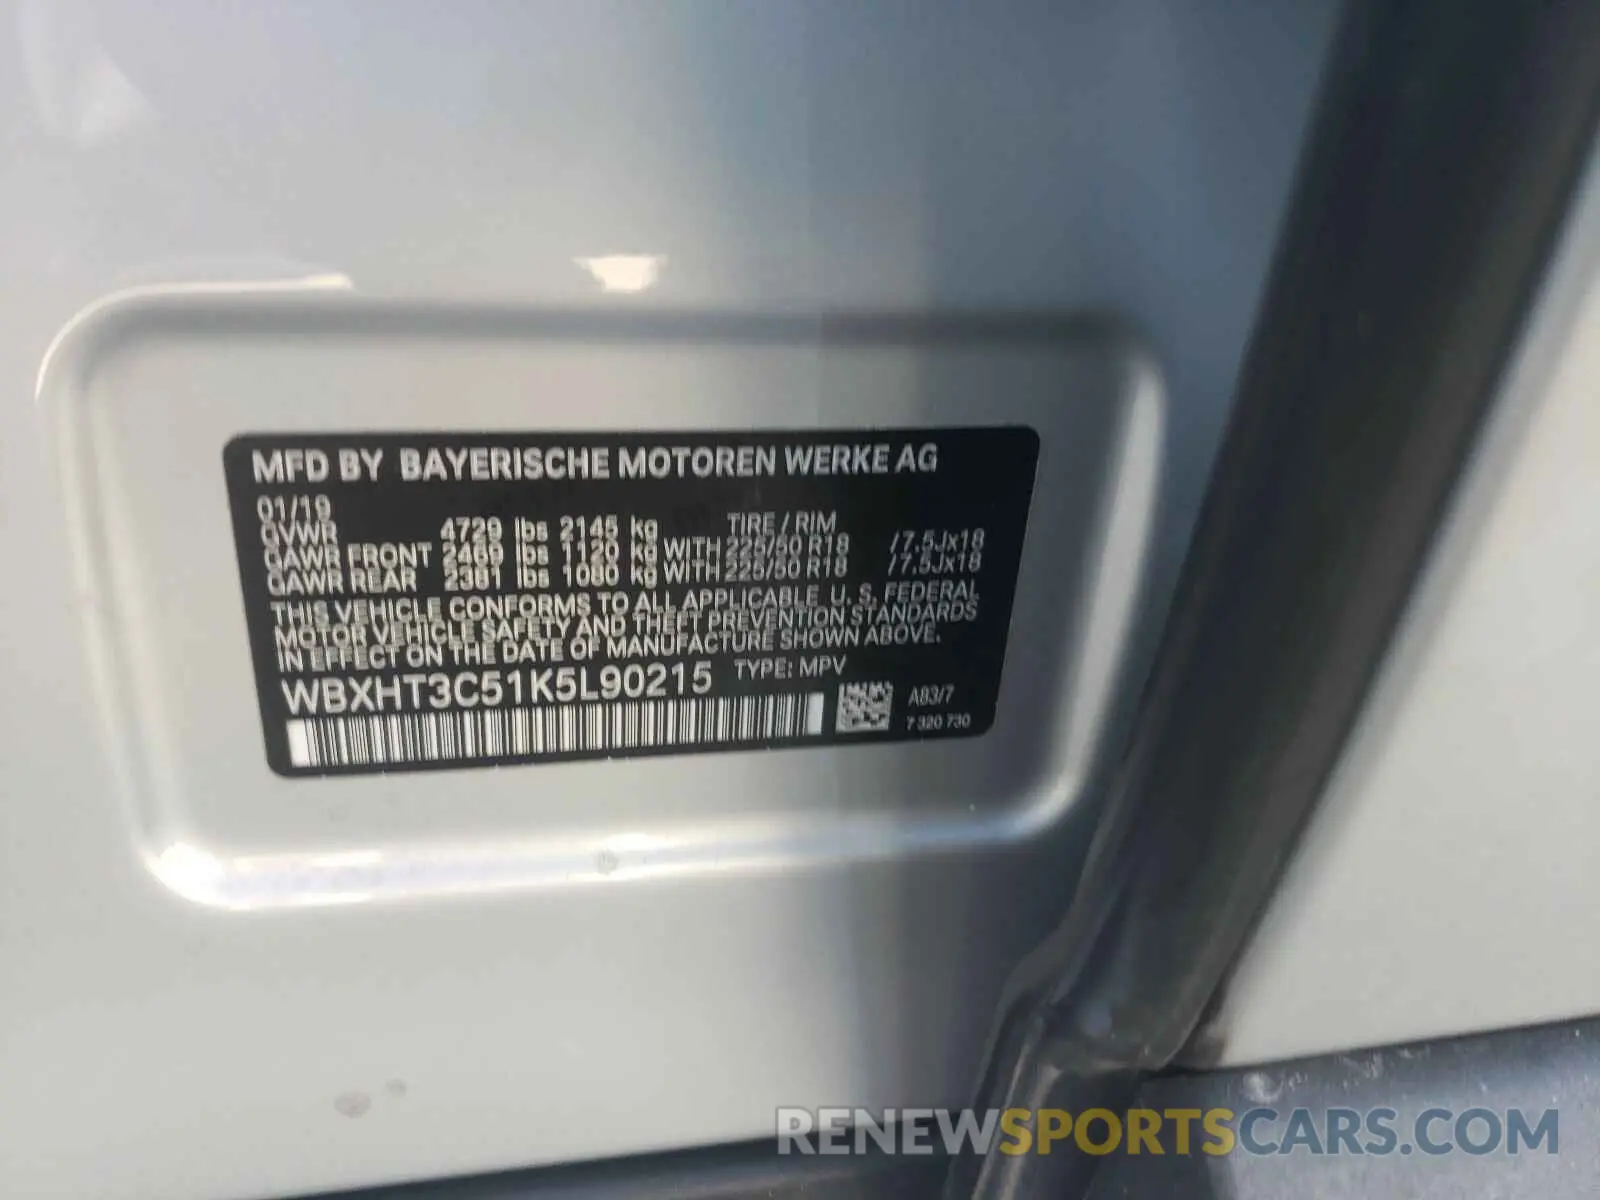 MFD BY BAYERISCHE MOTOREN WERKE AG
01/19
GVWR 4729 lbs 2145 kg TIRE / RIM
GAWR FRONT 2469 lbs 1120 kg WITH 225/50 R18 /7.5Jx18
GAWR REAR 2381 lbs 1080 kg WITH 225/50 R18 /7.5Jx18
THIS VEHICLE CONFORMS TO ALL APPLICABLE U.S. FEDERAL
MOTOR VEHICLE SAFETY AND THEFT PREVENTION STANDARDS
IN EFFECT ON THE DATE OF MANUFACTURE SHOWN ABOVE.
WBXHT3C51K5L90215 TYPE: MPV
A83/7
7 320 730
RENEWSPORTSCARS.COM